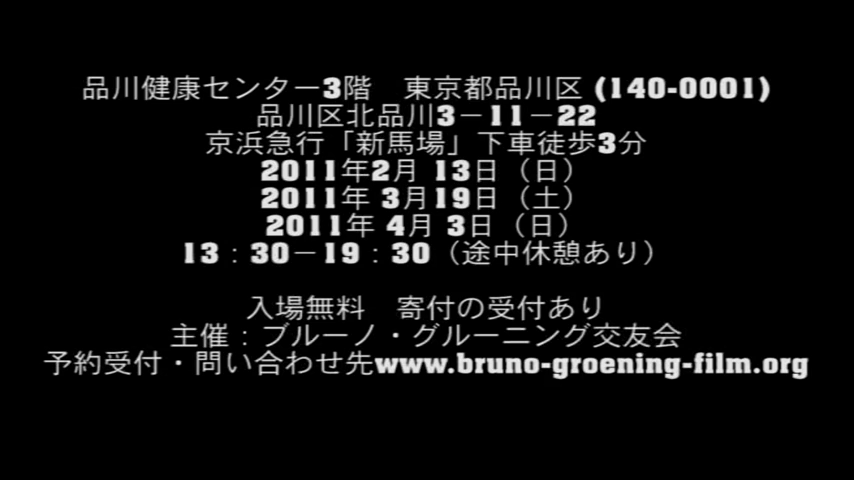 品川健康センター3階　東京都品川区 (140-0001)
品川区北品川3－11－22
京浜急行「新馬場」下車徒歩3分
2011年2月 13日（日）
2011年 3月19日（土）
2011年 4月 3日（日）
13：30－19：30（途中休憩あり）
入場無料　寄付の受付あり
主催：ブルーノ・グルーニング交友会
予約受付・問い合わせ先www.bruno-groening-film.org